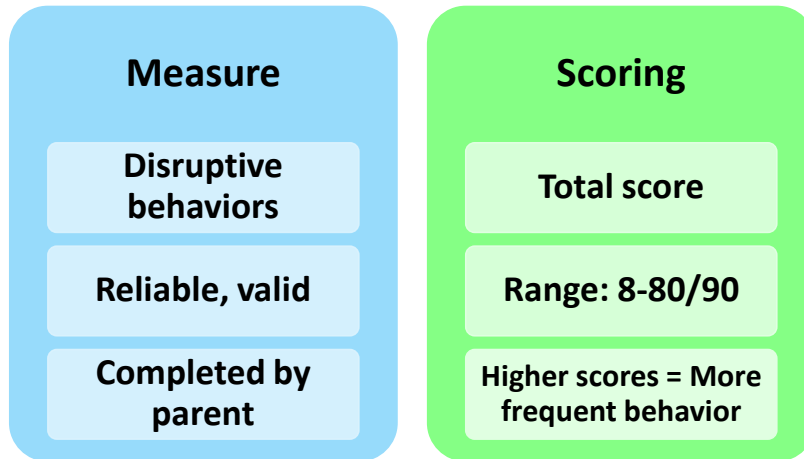 Measure
Disruptive
behaviors
Reliable, valid
Completed by
parent
Scoring
Total score
Range: 8-80/90
Higher scores = More
frequent behavior